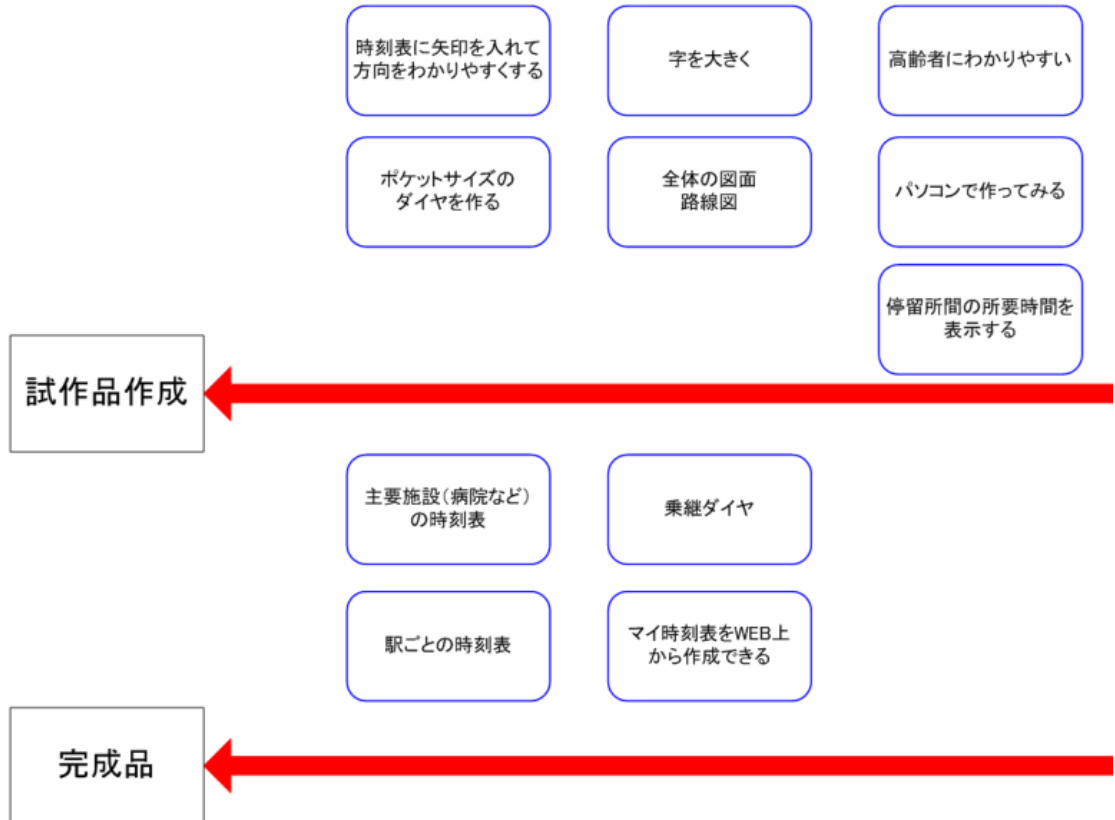 時刻表に矢印を入れて
方向をわかりやすくする
字を大きく
高齢者にわかりやすい
ポケットサイズの
ダイヤを作る
全体の図面
路線図
パソコンで作ってみる
停留所間の所要時間を
表示する
試作品作成
主要施設(病院など)
の時刻表
乗継ダイヤ
駅ごとの時刻表
マイ時刻表をWEB上
から作成できる
完成品